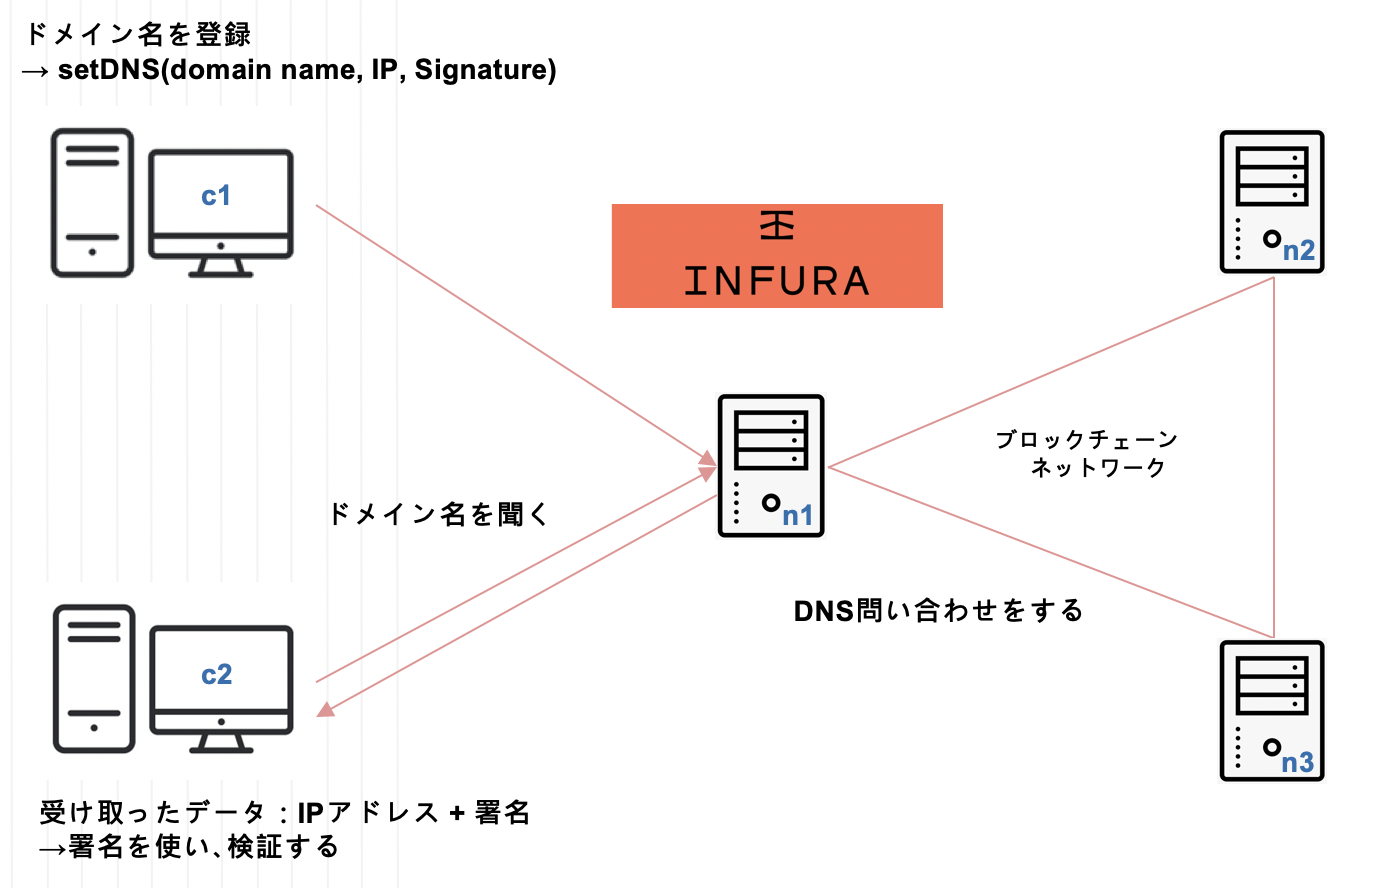 ドメイン名を登録
→ setDNS(domain name, IP, Signature)
c1
n2
INFURA
ブロックチェーン
ネットワーク
ドメイン名を聞く
n1
DNS問い合わせをする
c2
n3
受け取ったデータ：IPアドレス + 署名
→署名を使い、検証する